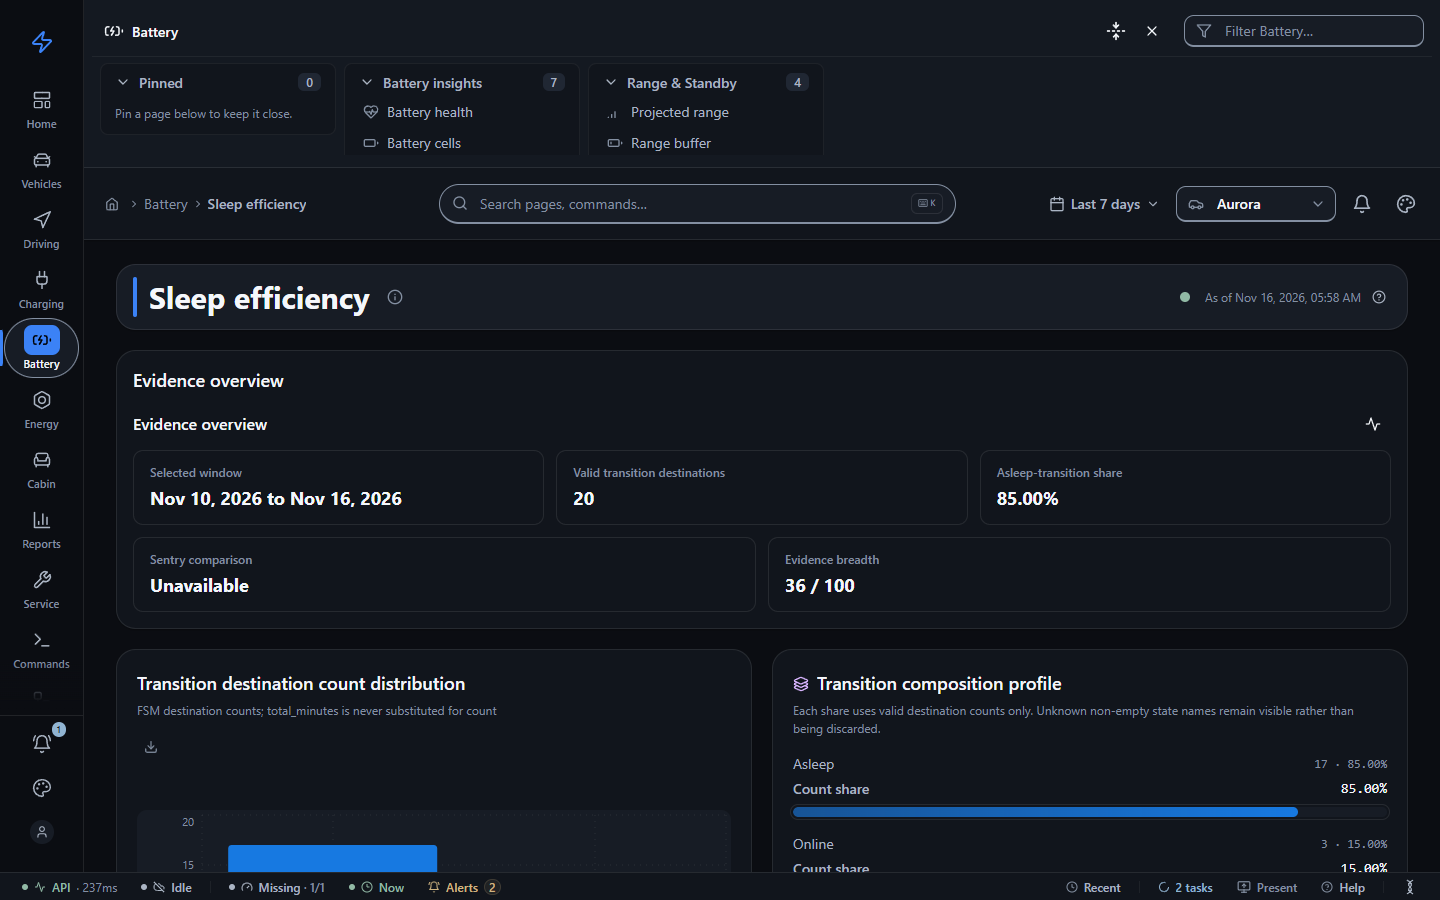 Home
Vehicles
Driving
Charging
Battery
Energy
Cabin
Reports
Service
Commands
1
Battery
Filter Battery...
Pinned 0
Pin a page below to keep it close.
Battery insights 7
Battery health
Battery cells
Range & Standby 4
Projected range
Range buffer
Battery
Sleep efficiency
Search pages, commands...
K
Last 7 days
Aurora
Sleep efficiency
As of Nov 16, 2026, 05:58 AM
Evidence overview
Evidence overview
Selected window
Nov 10, 2026 to Nov 16, 2026
Valid transition destinations
20
Asleep-transition share
85.00%
Sentry comparison
Unavailable
Evidence breadth
36 / 100
Transition destination count distribution
FSM destination counts; total_minutes is never substituted for count
20
15
Transition composition profile
Each share uses valid destination counts only. Unknown non-empty state names remain visible rather than
being discarded.
Asleep 17 · 85.00%
Count share 85.00%
Online 3 · 15.00%
Count share 15.00%
API · 237ms
Idle
Missing · 1/1
Now
Alerts 2
Recent
2 tasks
Present
Help